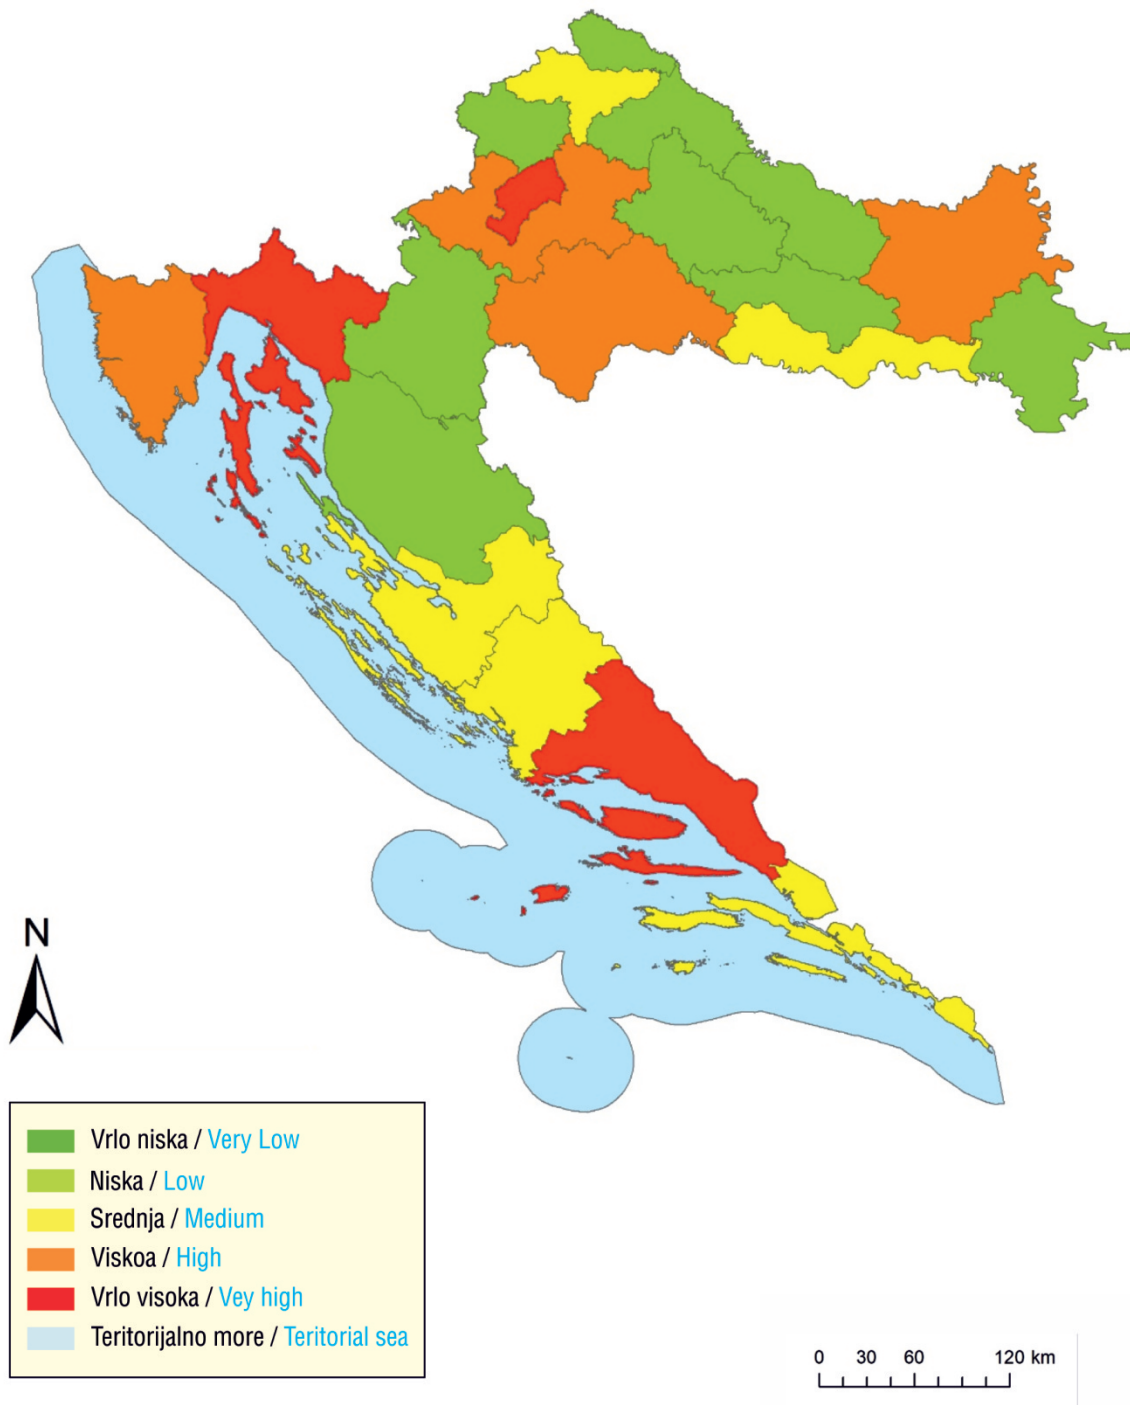 N
Vrlo niska / Very Low
Niska / Low
Srednja / Medium
Viskoa / High
Vrlo visoka / Vey high
Teritorijalno more / Teritorial sea
0 30 60 120 km